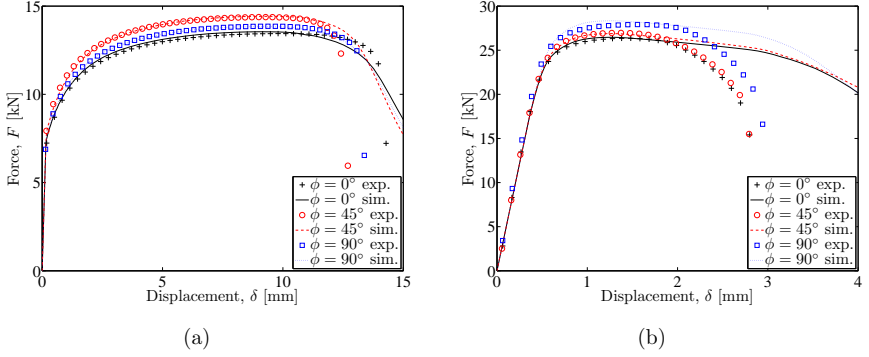 15
10
5
0
0
5
10
15
Force, F [kN]
Displacement, δ [mm]
ϕ = 0° exp.
ϕ = 0° sim.
ϕ = 45° exp.
ϕ = 45° sim.
ϕ = 90° exp.
ϕ = 90° sim.
(a)
30
25
20
15
10
5
0
0
1
2
3
4
Force, F [kN]
Displacement, δ [mm]
ϕ = 0° exp.
ϕ = 0° sim.
ϕ = 45° exp.
ϕ = 45° sim.
ϕ = 90° exp.
ϕ = 90° sim.
(b)